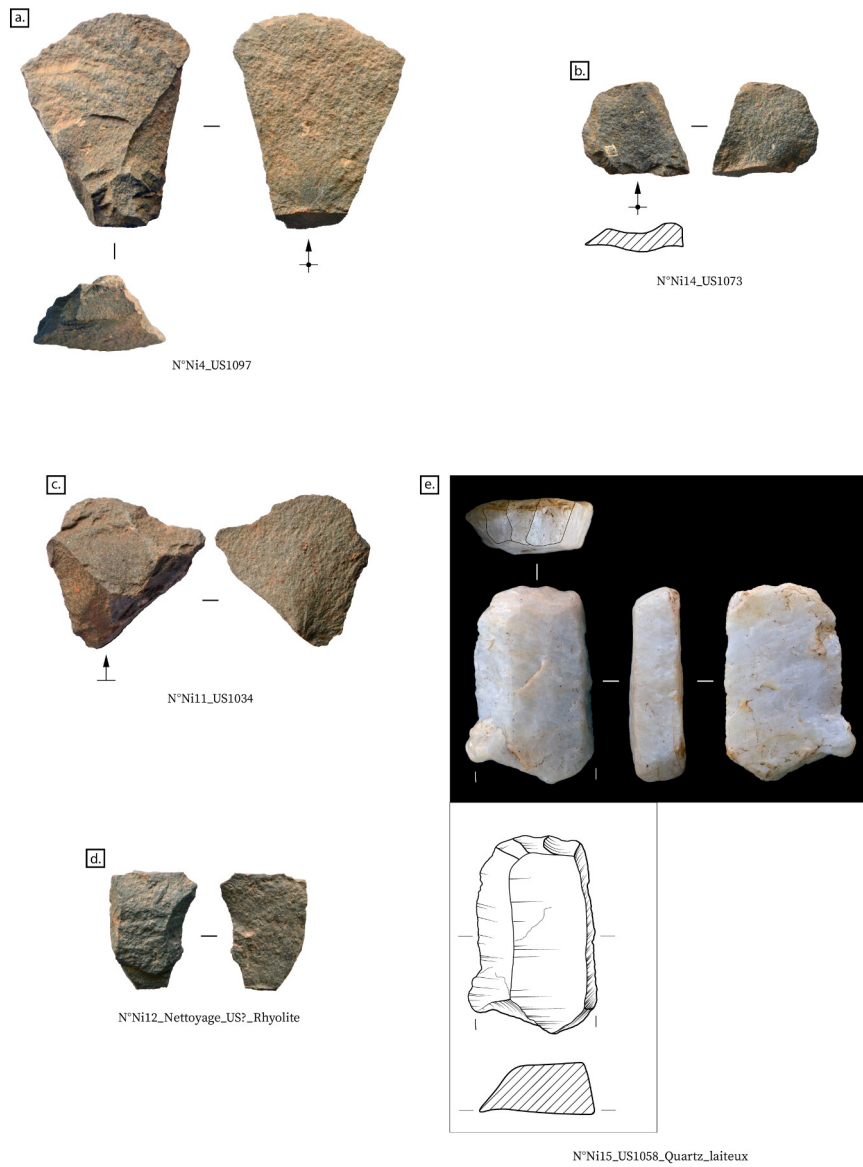 a.
N°Ni4_US1097
b.
N°Ni14_US1073
c.
N°Ni11_US1034
d.
N°Ni12_Nettoyage_US?_Rhyolite
e.
N°Ni15_US1058_Quartz_laiteux